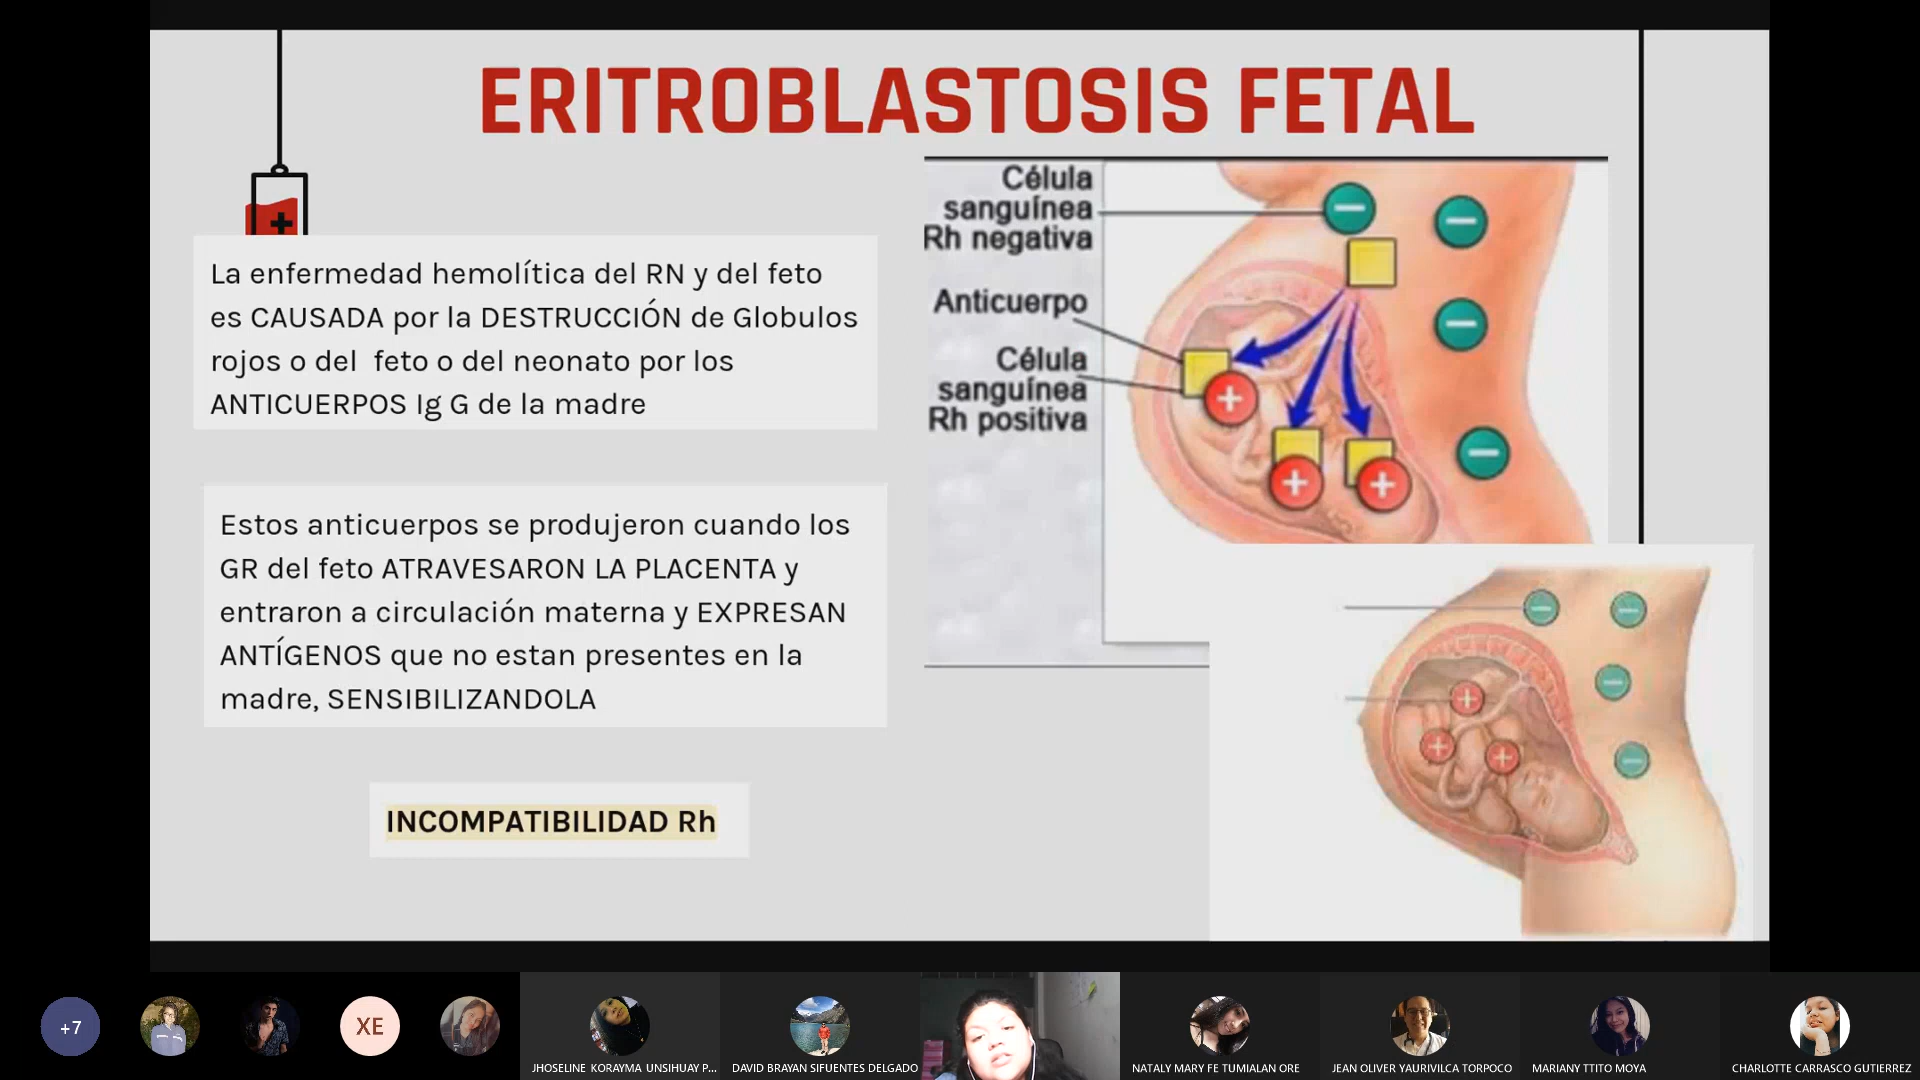 ERITROBLASTOSIS FETAL
La enfermedad hemolítica del RN y del feto
es CAUSADA por la DESTRUCCIÓN de Globulos
rojos o del  feto o del neonato por los
ANTICUERPOS Ig G de la madre
Estos anticuerpos se produjeron cuando los
GR del feto ATRAVESARON LA PLACENTA y
entraron a circulación materna y EXPRESAN
ANTÍGENOS que no estan presentes en la
madre, SENSIBILIZANDOLA
INCOMPATIBILIDAD Rh
Célula
sanguínea
Rh negativa
Anticuerpo
Célula
sanguínea
Rh positiva
+7
XE
JHOSELINE KORAYMA UNSIHUAY P...
DAVID BRAYAN SIFUENTES DELGADO
NATALY MARY FE TUMIALAN ORE
JEAN OLIVER YAURIVILCA TORPOCO
MARIANY TTITO MOYA
CHARLOTTE CARRASCO GUTIERREZ